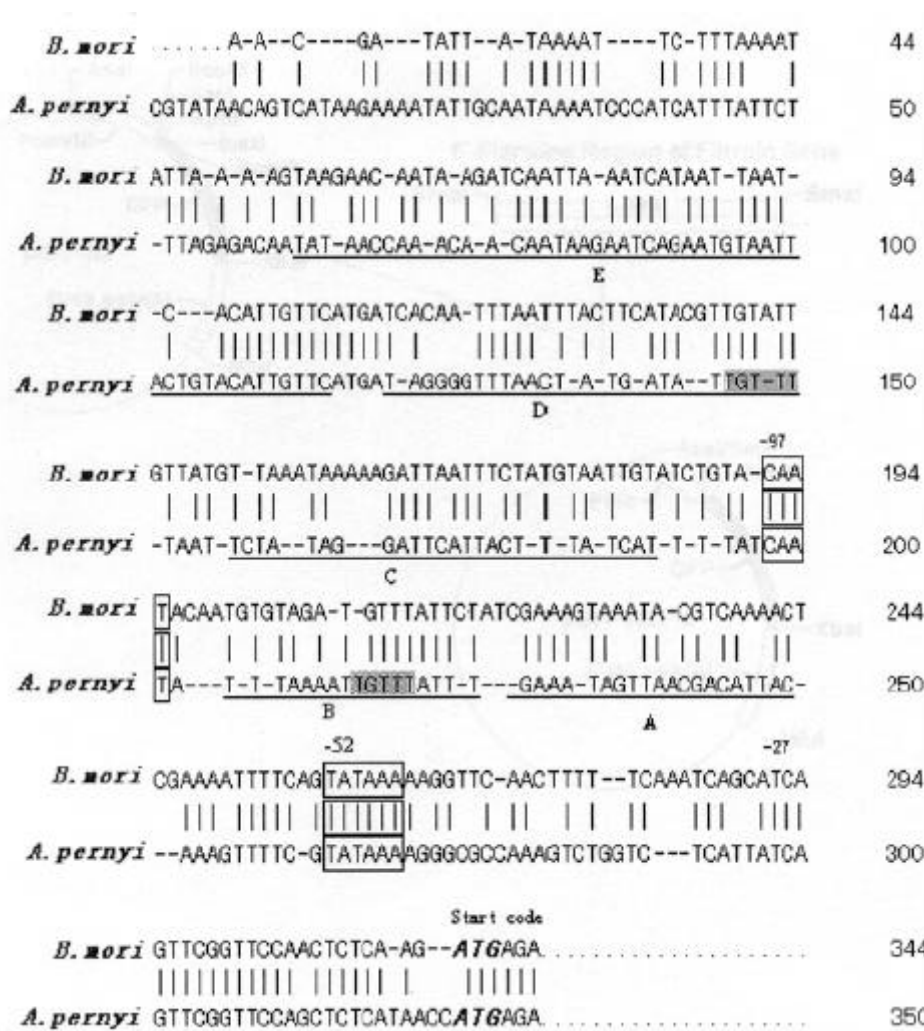 B. mori ......A-A--C----GA---TATT--A-TAAAAT----TC-TTTAAAAT 44
A. pernyi CGTATAACAGTCATAAGAAAATATTGCAATAAAATCCCATCATTTATTCT 50
B. mori ATTA-A-A-AGTAAGAAC-AATA-AGATCAATTA-AATCATAAT-TAAT- 94
A. pernyi -TTAGAGACAATAT-AACCAA-ACA-A-CAATAAGAATCAGAATGTAATT 100
E
B. mori -C---ACATTGTTCATGATCACAA-TTTAATTTACTTCATACGTTGTATT 144
A. pernyi ACTGTACATTGTTCATGAT-AGGGGTTTAACT-A-TG-ATA--TTGT-TT 150
D
-97
B. mori GTTATGT-TAAATAAAAAGATTAATTTCTATGTAATTGTATCTGTA-CAA 194
A. pernyi -TAAT-TCTA--TAG---GATTCATTACT-T-TA-TCAT-T-T-TATCAA 200
C
B. mori TACAATGTGTAGA-T-GTTTATTCTATCGAAAGTAAATA-CGTCAAAACT 244
A. pernyi TA---T-T-TAAAATTGTTTATT-T---GAAA-TAGTTAACGACATTAC- 250
B A
-52 -27
B. mori CGAAAATTTTCAGTATAAAAAGGTTC-AACTTTTT--TCAAATCAGCATCA 294
A. pernyi --AAAGTTTTC-GTATAAAAGGGCGCCAAAGTCTGGTC---TCATTATCA 300
Start code
B. mori GTTCGGTTCCAACTCTCA-AG--ATGAGA.................... 344
A. pernyi GTTCGGTTCCAGCTCTCATAACCATGAGA.................... 350